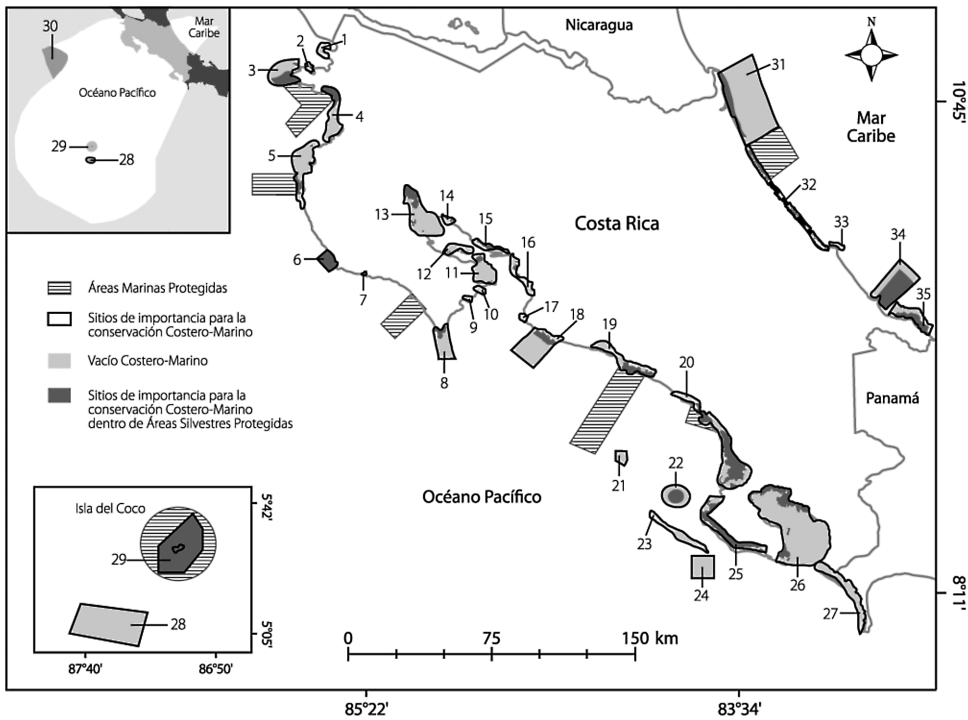 30
Mar
Caribe
Océano Pacífico
29
28
Nicaragua
N
1
2
3
4
5
31
10°45'
Mar
Caribe
32
33
34
35
13
14
15
16
12
11
10
9
Costa Rica
6
7
8
17
18
19
20
Panamá
Áreas Marinas Protegidas
Sitios de importancia para la
conservación Costero-Marino
Vacío Costero-Marino
Sitios de importancia para la
conservación Costero-Marino
dentro de Áreas Silvestres Protegidas
21
22
23
24
25
26
27
Océano Pacífico
Isla del Coco
5°42'
29
28
5°05'
87°40'
86°50'
8°11'
0
75
150 km
85°22'
83°34'